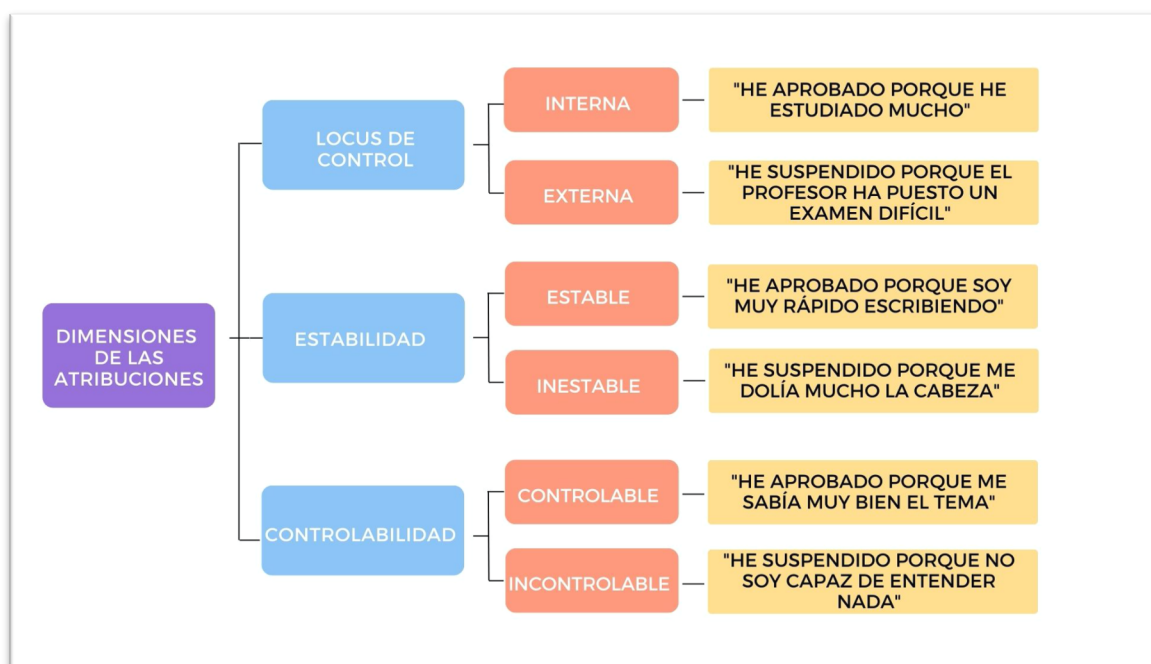 DIMENSIONES
DE LAS
ATRIBUCIONES
LOCUS DE
CONTROL
INTERNA
"HE APROBADO PORQUE HE
ESTUDIADO MUCHO"
EXTERNA
"HE SUSPENDIDO PORQUE EL
PROFESOR HA PUESTO UN
EXAMEN DIFÍCIL"
ESTABILIDAD
ESTABLE
"HE APROBADO PORQUE SOY
MUY RÁPIDO ESCRIBIENDO"
INESTABLE
"HE SUSPENDIDO PORQUE ME
DOLÍA MUCHO LA CABEZA"
CONTROLABILIDAD
CONTROLABLE
"HE APROBADO PORQUE ME
SABÍA MUY BIEN EL TEMA"
INCONTROLABLE
"HE SUSPENDIDO PORQUE NO
SOY CAPAZ DE ENTENDER
NADA"